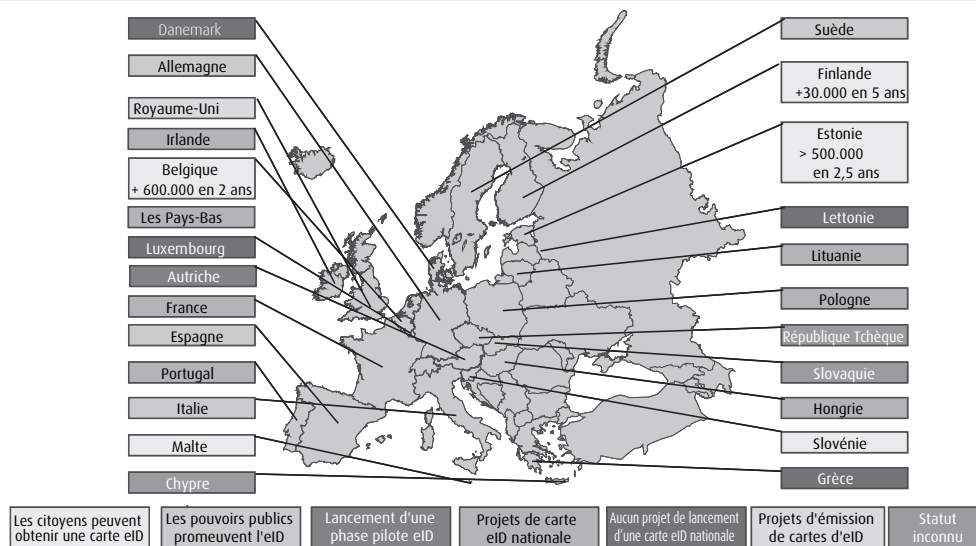 Danemark
Allemagne
Royaume-Uni
Irlande
Belgique
+ 600.000 en 2 ans
Les Pays-Bas
Luxembourg
Autriche
France
Espagne
Portugal
Italie
Malte
Chypre
Suède
Finlande
+30.000 en 5 ans
Estonie
> 500.000
en 2,5 ans
Lettonie
Lituanie
Pologne
République Tchèque
Slovaquie
Hongrie
Slovénie
Grèce
Les citoyens peuvent
obtenir une carte eID
Les pouvoirs publics
promeuvent l'eID
Lancement d'une
phase pilote eID
Projets de carte
eID nationale
Aucun projet de lancement
d'une carte eID nationale
Projets d'émission
de cartes d'eID
Statut
inconnu